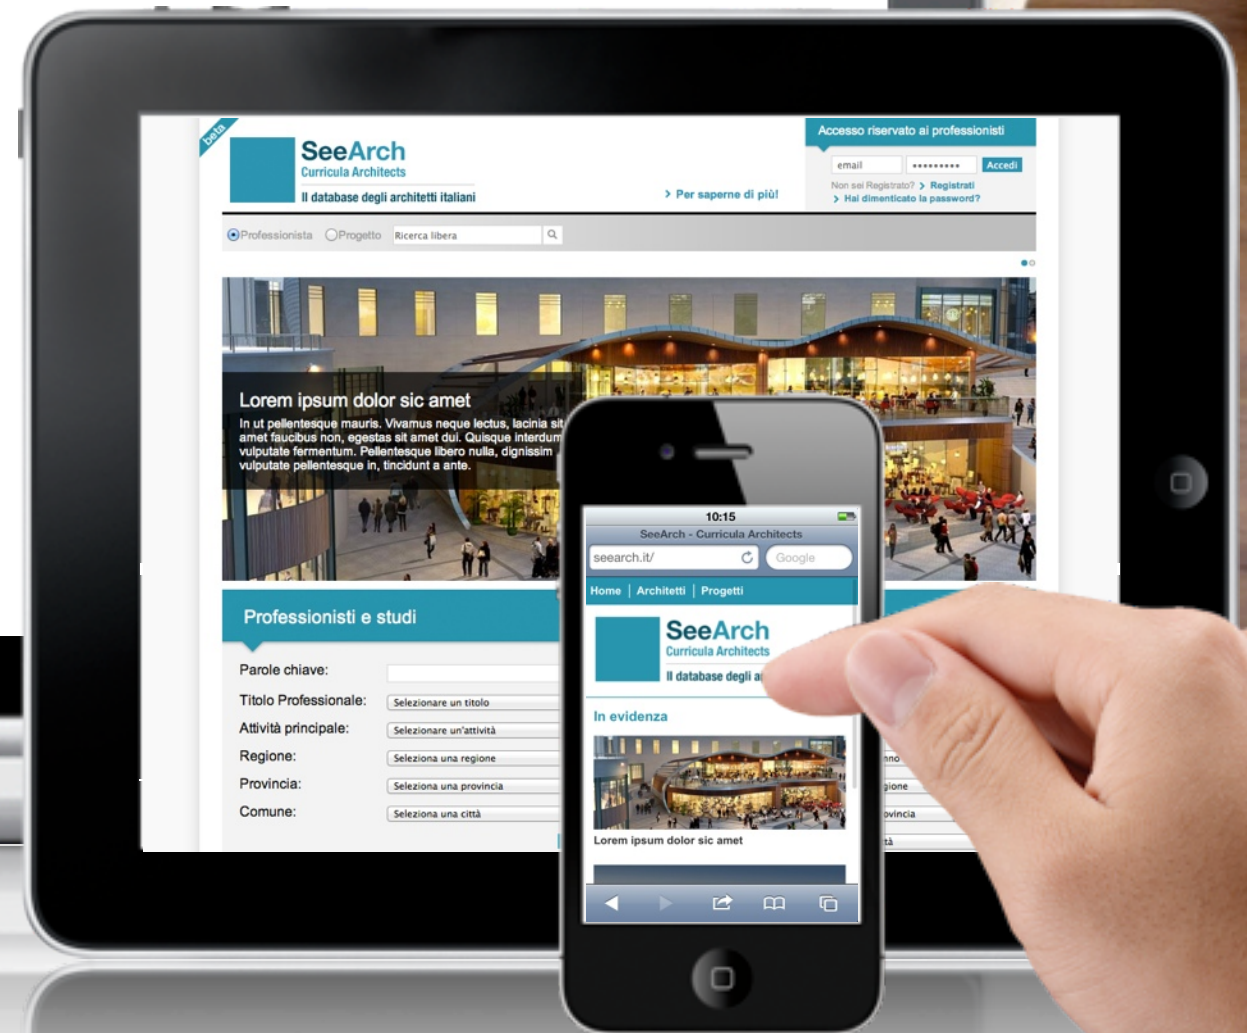 beta
SeeArch
Curricula Architects
Il database degli architetti italiani
> Per saperne di più!
Accesso riservato ai professionisti
email ********* Accedi
Non sei Registrato? > Registrati
> Hai dimenticato la password?
Professionista Progetto Ricerca libera
Lorem ipsum dolor sic amet
In ut pellentesque mauris. Vivamus neque lectus, lacinia sit
amet faucibus non, egestas sit amet dui. Quisque interdum
vulputate fermentum. Pellentesque libero nulla, dignissim
vulputate pellentesque in, tincidunt a ante.
Professionisti e studi
Parole chiave:
Titolo Professionale: Selezionare un titolo
Attività principale: Selezionare un'attività
Regione: Seleziona una regione
Provincia: Seleziona una provincia
Comune: Seleziona una città
10:15
SeeArch - Curricula Architects
seearch.it/ Google
Home | Architetti | Progetti
SeeArch
Curricula Architects
Il database degli a
In evidenza
Lorem ipsum dolor sic amet